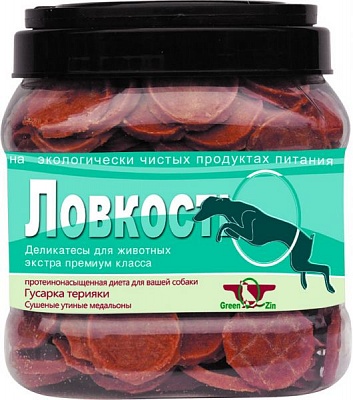 на экологически чистых продуктах питания
Ловкость
Деликатесы для животных
экстра премиум класса
протеинонасыщенная диета для вашей собаки
Гусарка терияки
Сушеные утиные медальоны
Green Zin